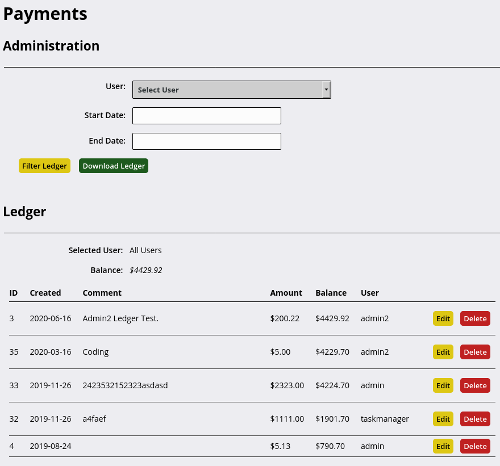 Payments
Administration
User: Select User
Start Date:
End Date:
Filter Ledger Download Ledger
Ledger
Selected User: All Users
Balance: $4429.92
ID Created Comment Amount Balance User
3 2020-06-16 Admin2 Ledger Test. $200.22 $4429.92 admin2 Edit Delete
35 2020-03-16 Coding $5.00 $4229.70 admin2 Edit Delete
33 2019-11-26 2423532152323asdasd $2323.00 $4224.70 admin Edit Delete
32 2019-11-26 a4faef $1111.00 $1901.70 taskmanager Edit Delete
4 2019-08-24 $5.13 $790.70 admin Edit Delete